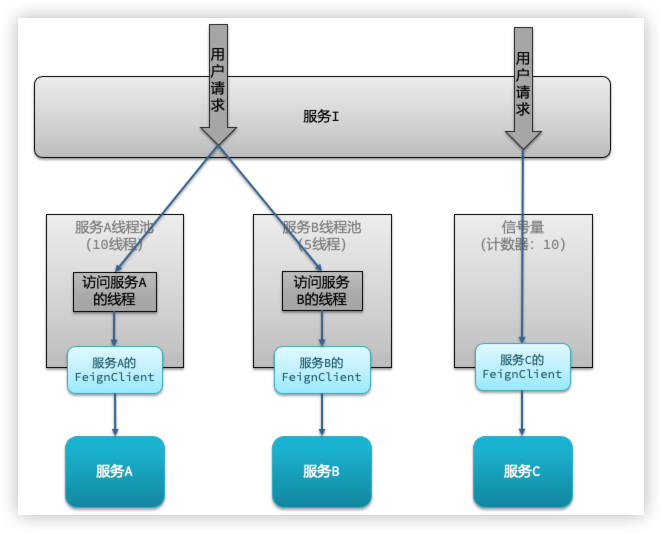 用户请求
用户请求
服务I
服务A线程池
(10线程)
服务B线程池
(5线程)
信号量
(计数器：10)
访问服务A
的线程
访问服务
B的线程
服务A的
FeignClient
服务B的
FeignClient
服务C的
FeignClient
服务A
服务B
服务C